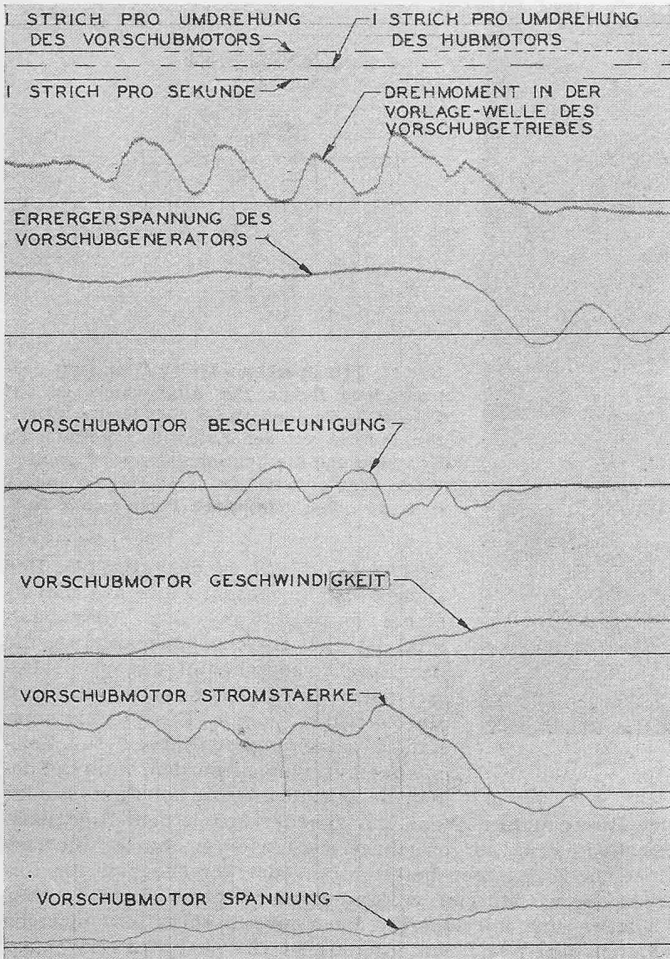 I STRICH PRO UMDREHUNG
DES VORSCHUBMOTORS
I STRICH PRO UMDREHUNG
DES HUBMOTORS
I STRICH PRO SEKUNDE
DREHMOMENT IN DER
VORLAGE-WELLE DES
VORSCHUBGETRIEBES
ERRERGERSPANNUNG DES
VORSCHUBGENERATORS
VORSCHUBMOTOR BESCHLEUNIGUNG
VORSCHUBMOTOR GESCHWINDIGKEIT
VORSCHUBMOTOR STROMSTAERKE
VORSCHUBMOTOR SPANNUNG